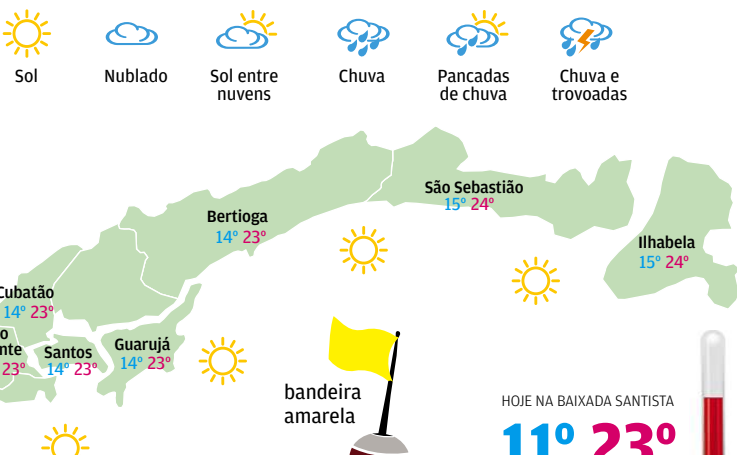 Sol
Nublado
Sol entre
nuvens
Chuva
Pancadas
de chuva
Chuva e
trovoadas
São Sebastião
15º 24º
Bertioga
14º 23º
Ilhabela
15º 24º
Cubatão
14º 23º
o
nte
23º
Santos
14º 23º
Guarujá
14º 23º
bandeira
amarela
HOJE NA BAIXADA SANTISTA
11º 23º